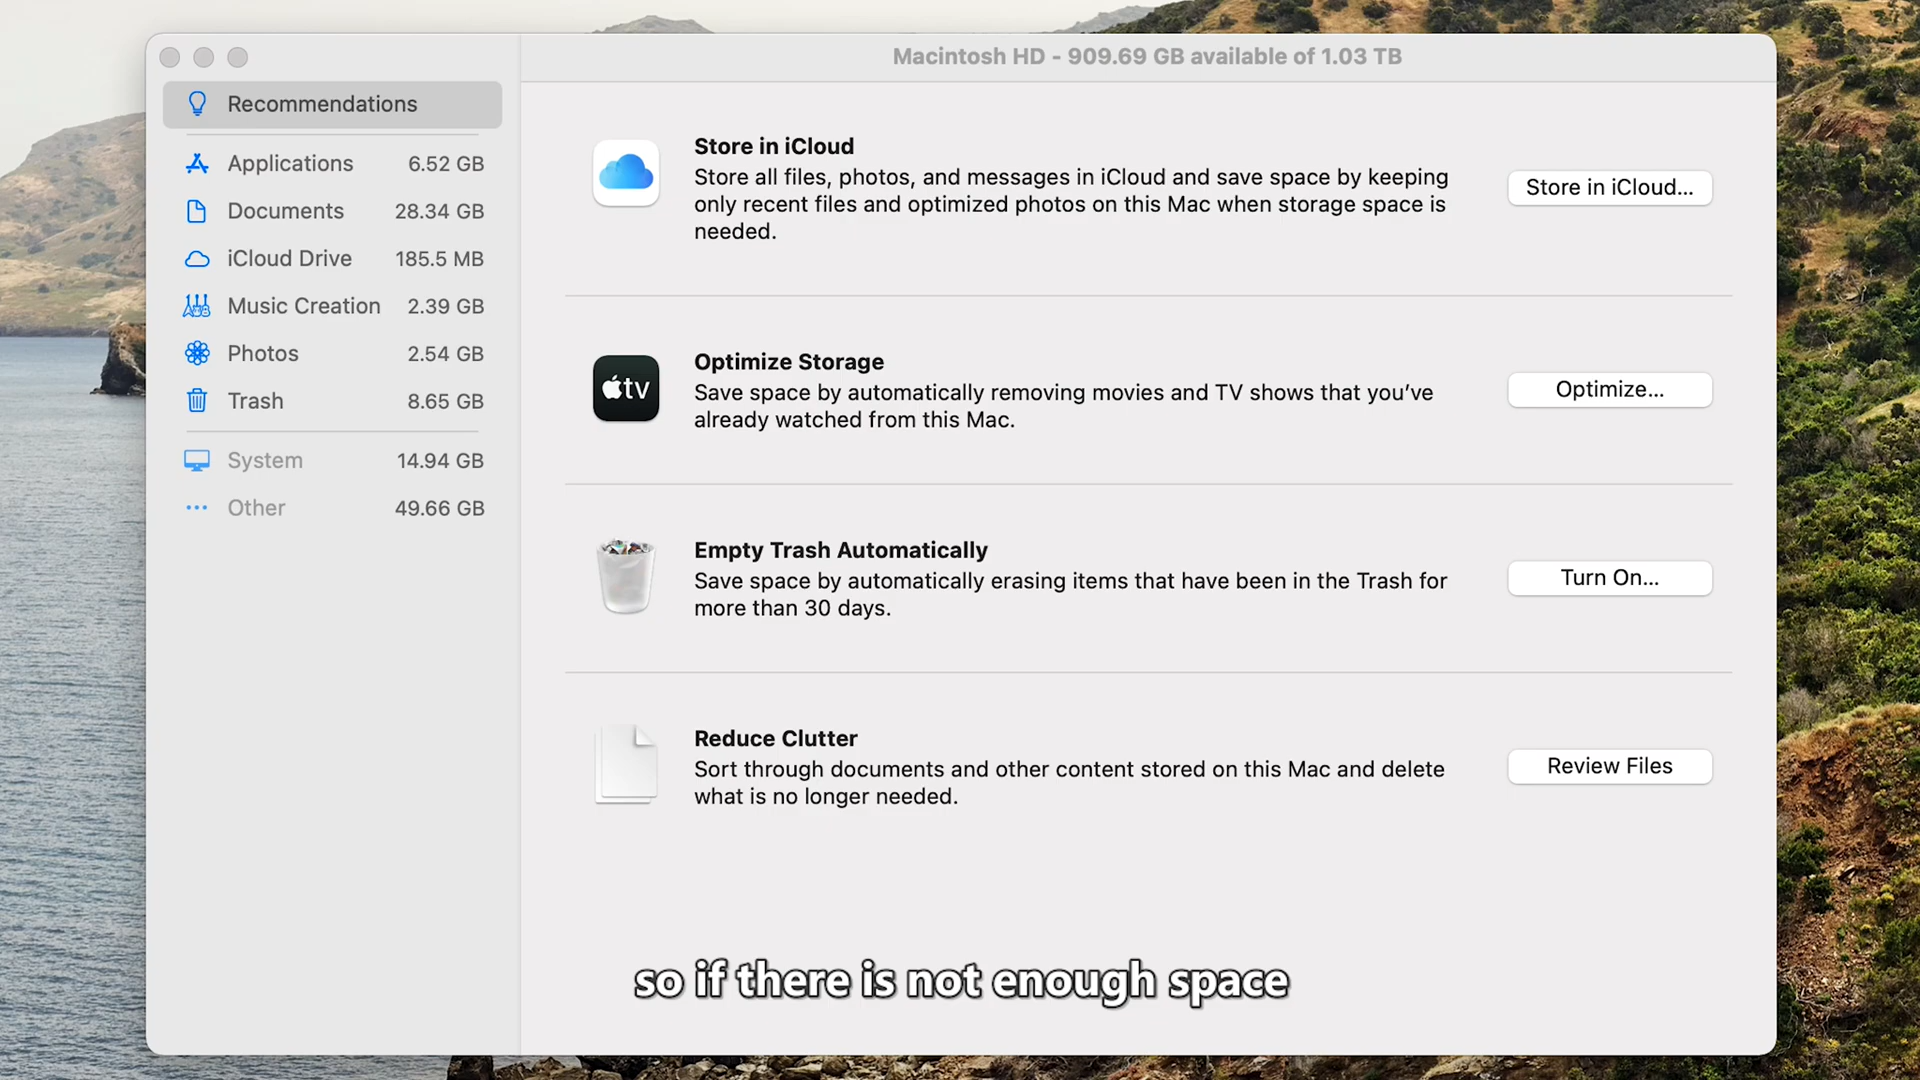 Macintosh HD - 909.69 GB available of 1.03 TB
Recommendations
Applications 6.52 GB
Documents 28.34 GB
iCloud Drive 185.5 MB
Music Creation 2.39 GB
Photos 2.54 GB
Trash 8.65 GB
System 14.94 GB
Other 49.66 GB
Store in iCloud
Store all files, photos, and messages in iCloud and save space by keeping
only recent files and optimized photos on this Mac when storage space is
needed.
Store in iCloud...
tv
Optimize Storage
Save space by automatically removing movies and TV shows that you’ve
already watched from this Mac.
Optimize...
Empty Trash Automatically
Save space by automatically erasing items that have been in the Trash for
more than 30 days.
Turn On...
Reduce Clutter
Sort through documents and other content stored on this Mac and delete
what is no longer needed.
Review Files
so if there is not enough space